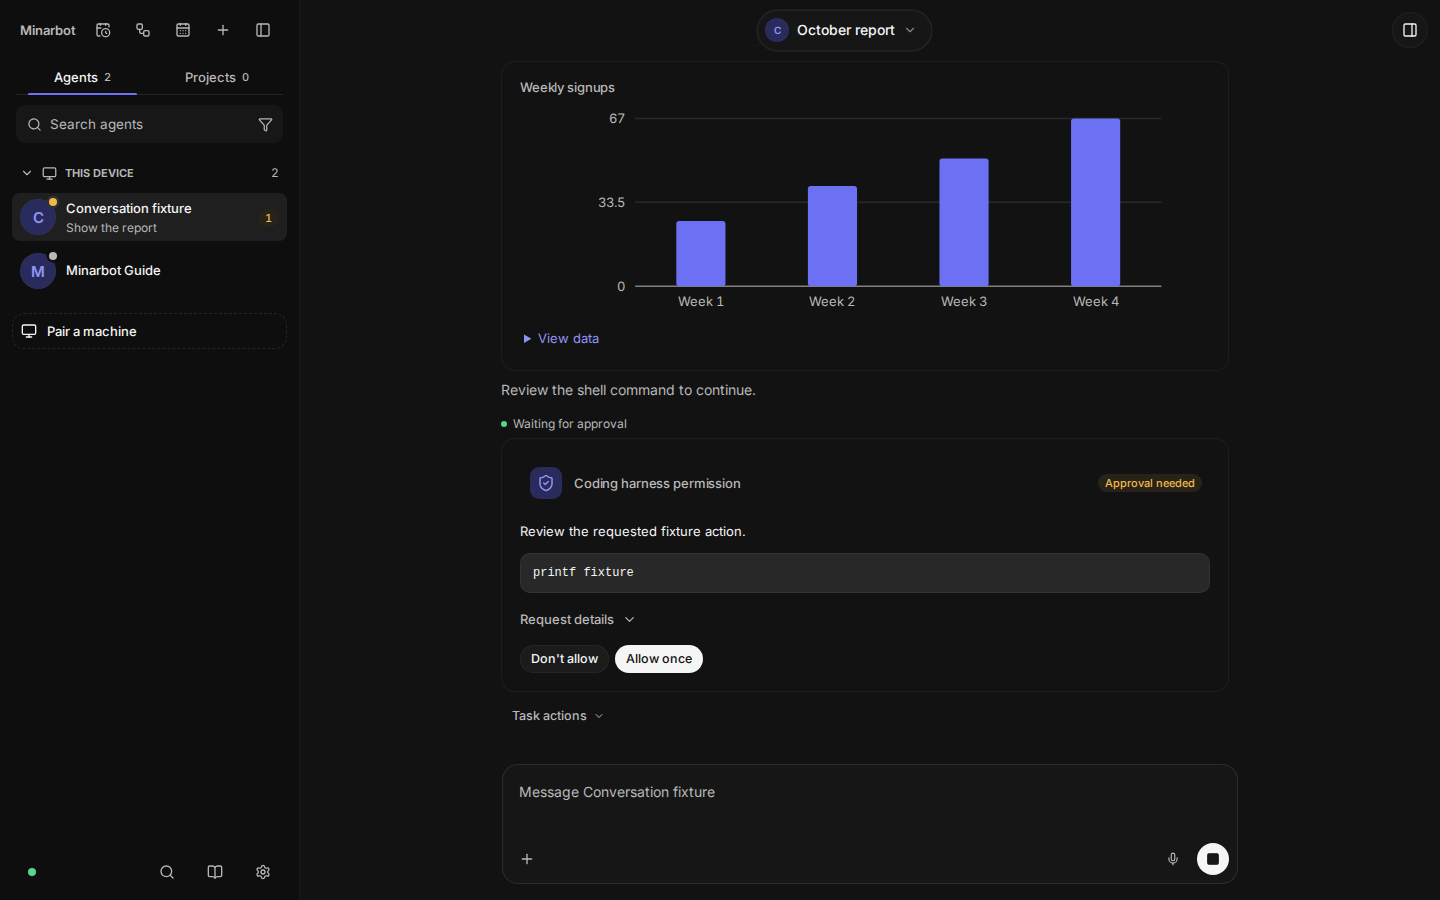 Minarbot
Agents 2
Projects 0
Search agents
THIS DEVICE 2
C
Conversation fixture
Show the report
1
M
Minarbot Guide
Pair a machine
C October report
Weekly signups
67
33.5
0
Week 1 Week 2 Week 3 Week 4
View data
Review the shell command to continue.
Waiting for approval
Coding harness permission
Approval needed
Review the requested fixture action.
printf fixture
Request details
Don't allow
Allow once
Task actions
Message Conversation fixture